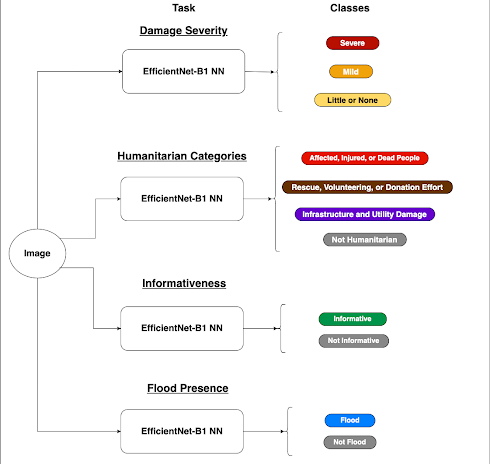 Task
Classes
Damage Severity
EfficientNet-B1 NN
Severe
Mild
Little or None
Humanitarian Categories
EfficientNet-B1 NN
Affected, Injured, or Dead People
Rescue, Volunteering, or Donation Effort
Infrastructure and Utility Damage
Not Humanitarian
Image
Informativeness
EfficientNet-B1 NN
Informative
Not Informative
Flood Presence
EfficientNet-B1 NN
Flood
Not Flood